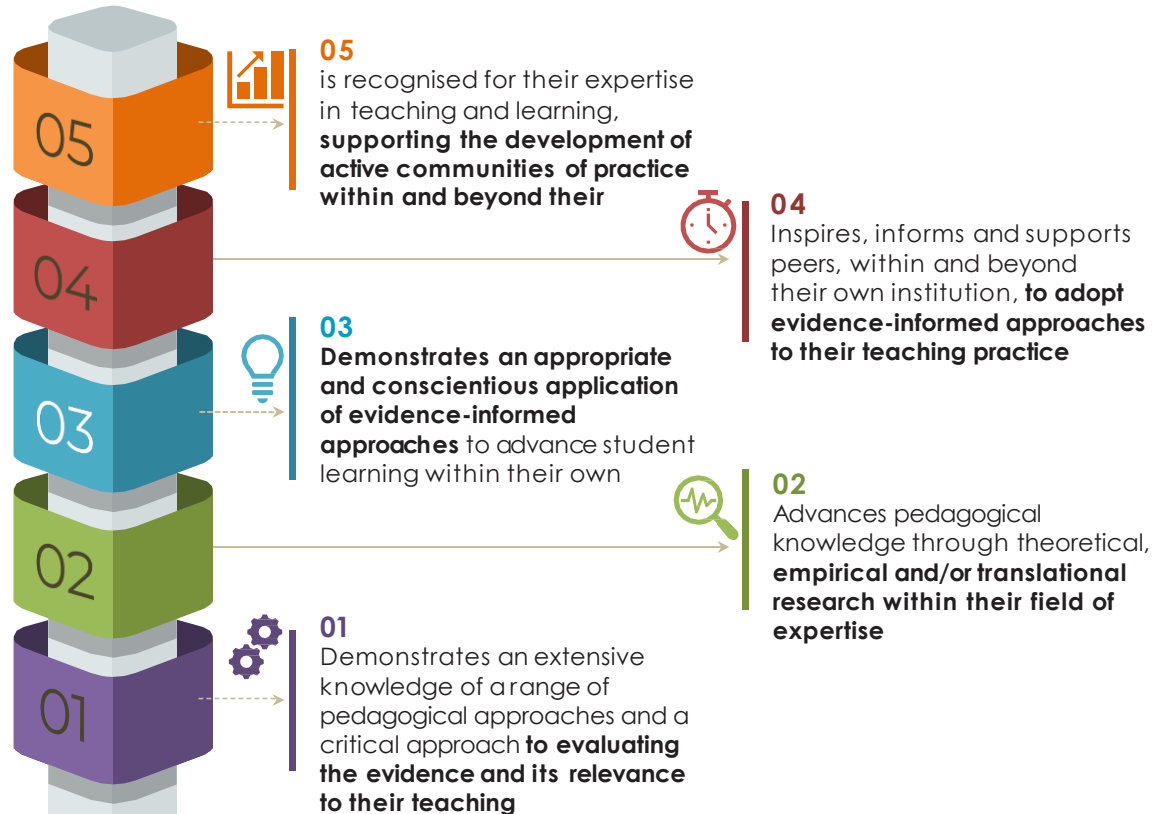 05
05
is recognised for their expertise
in teaching and learning,
supporting the development of
active communities of practice
within and beyond their
04
04
Inspires, informs and supports
peers, within and beyond
their own institution, to adopt
evidence-informed approaches
to their teaching practice
03
03
Demonstrates an appropriate
and conscientious application
of evidence-informed
approaches to advance student
learning within their own
02
02
Advances pedagogical
knowledge through theoretical,
empirical and/or translational
research within their field of
expertise
01
01
Demonstrates an extensive
knowledge of a range of
pedagogical approaches and a
critical approach to evaluating
the evidence and its relevance
to their teaching